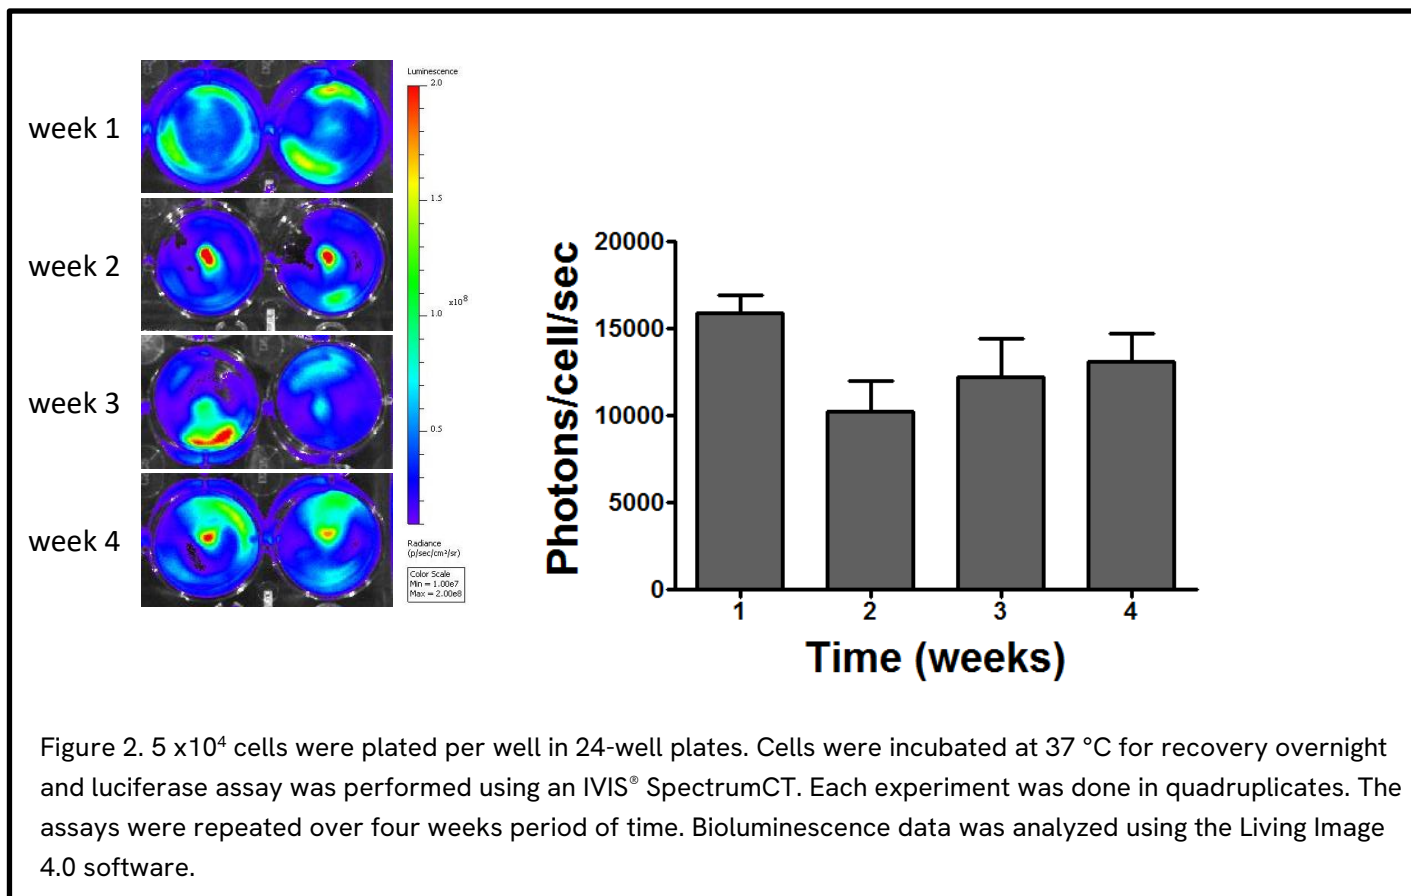 week 1
week 2
week 3
week 4
Luminescence
2.0
1.5
1.0
x10⁸
0.5
Radiance
(p/sec/cm²/sr)
Color Scale
Min = 1.00e7
Max = 2.00e8
Photons/cell/sec
20000
15000
10000
5000
0
1 2 3 4
Time (weeks)
Figure 2. 5 x10⁴ cells were plated per well in 24-well plates. Cells were incubated at 37 °C for recovery overnight
and luciferase assay was performed using an IVIS® SpectrumCT. Each experiment was done in quadruplicates. The
assays were repeated over four weeks period of time. Bioluminescence data was analyzed using the Living Image
4.0 software.